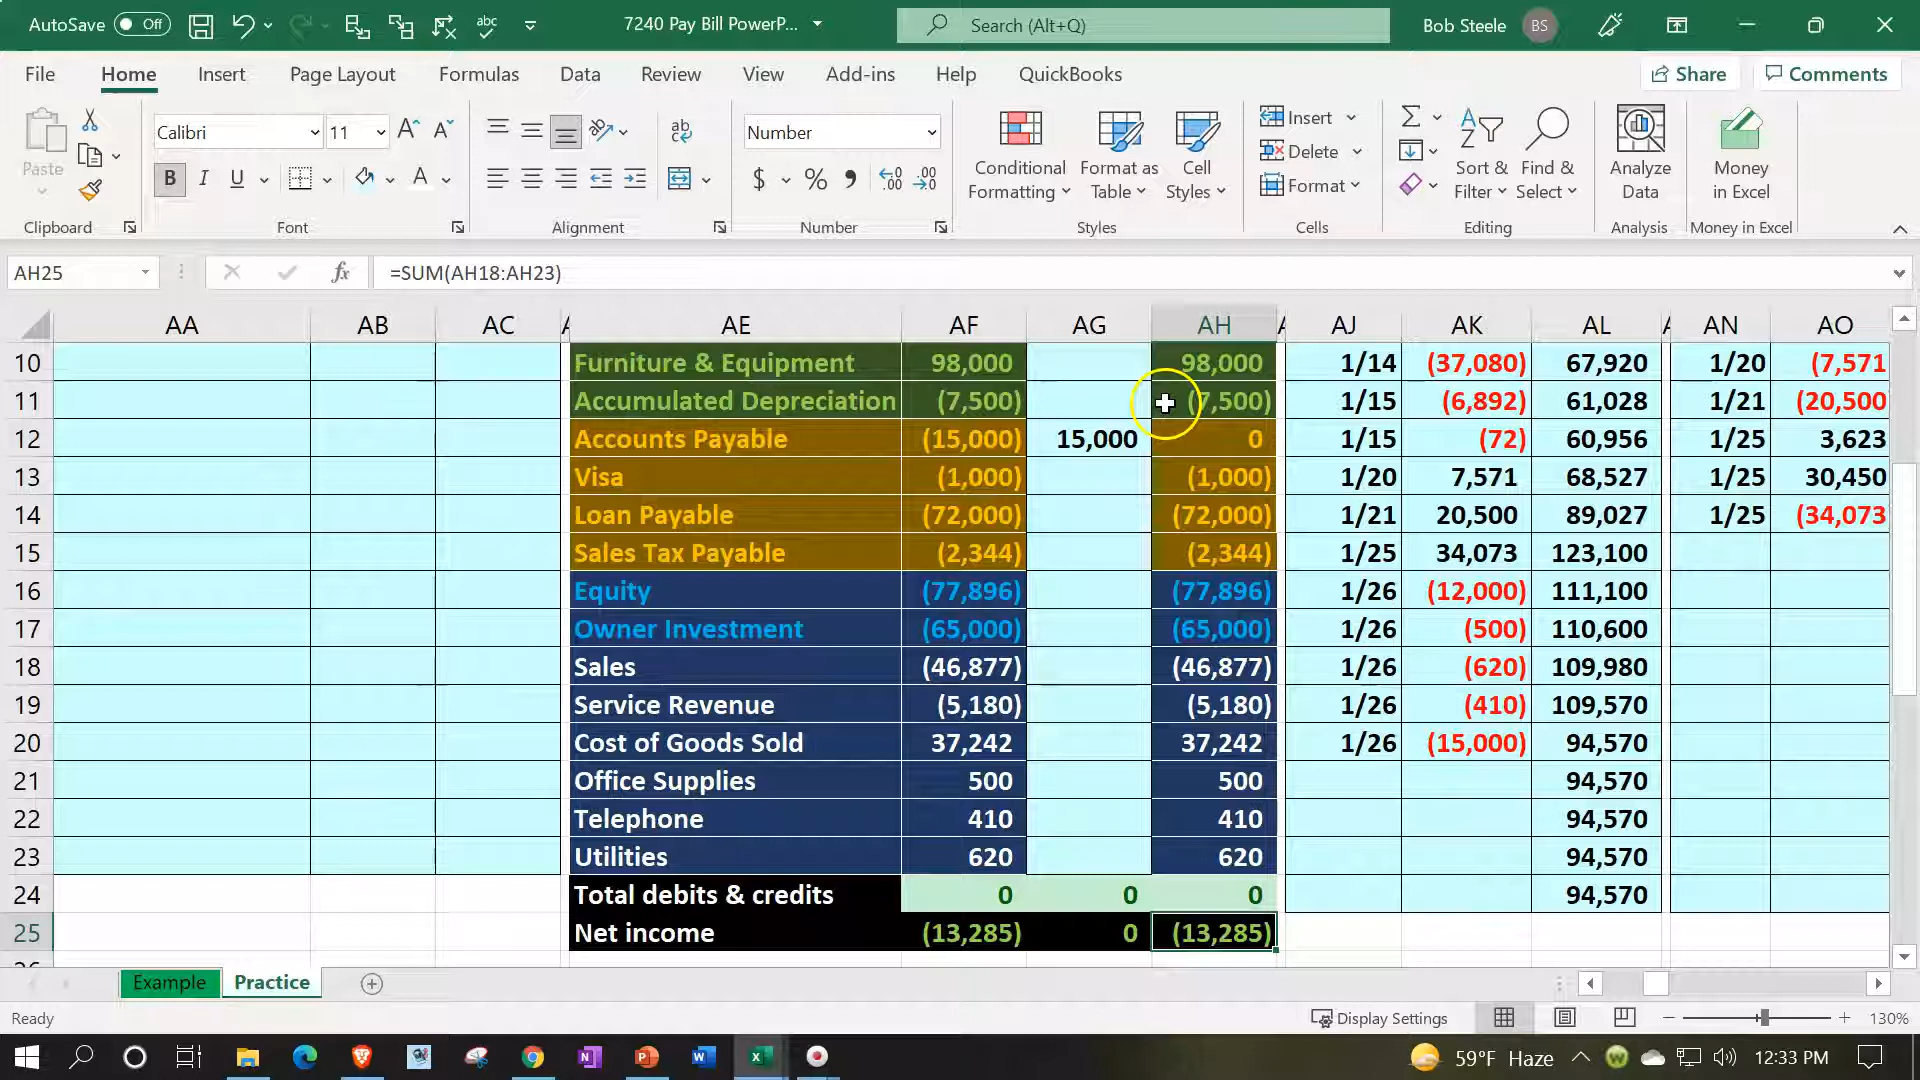 AutoSave Off 7240 Pay Bill PowerP... Search (Alt+Q) Bob Steele BS
File Home Insert Page Layout Formulas Data Review View Add-ins Help QuickBooks Share Comments
Paste Calibri 11 B I U Number $ % Conditional Formatting Format as Table Cell Styles Insert Delete Format Sort & Filter Find & Select Analyze Data Money in Excel
Clipboard Font Alignment Number Styles Cells Editing Analysis Money in Excel
AH25 fx =SUM(AH18:AH23)
AA AB AC AE AF AG AH AJ AK AL AN AO
10 Furniture & Equipment 98,000 98,000 1/14 (37,080) 67,920 1/20 (7,571
11 Accumulated Depreciation (7,500) (7,500) 1/15 (6,892) 61,028 1/21 (20,500
12 Accounts Payable (15,000) 15,000 0 1/15 (72) 60,956 1/25 3,623
13 Visa (1,000) (1,000) 1/20 7,571 68,527 1/25 30,450
14 Loan Payable (72,000) (72,000) 1/21 20,500 89,027 1/25 (34,073
15 Sales Tax Payable (2,344) (2,344) 1/25 34,073 123,100
16 Equity (77,896) (77,896) 1/26 (12,000) 111,100
17 Owner Investment (65,000) (65,000) 1/26 (500) 110,600
18 Sales (46,877) (46,877) 1/26 (620) 109,980
19 Service Revenue (5,180) (5,180) 1/26 (410) 109,570
20 Cost of Goods Sold 37,242 37,242 1/26 (15,000) 94,570
21 Office Supplies 500 500 94,570
22 Telephone 410 410 94,570
23 Utilities 620 620 94,570
24 Total debits & credits 0 0 0 94,570
25 Net income (13,285) 0 (13,285)
Example Practice
Ready Display Settings 130%
59°F Haze 12:33 PM